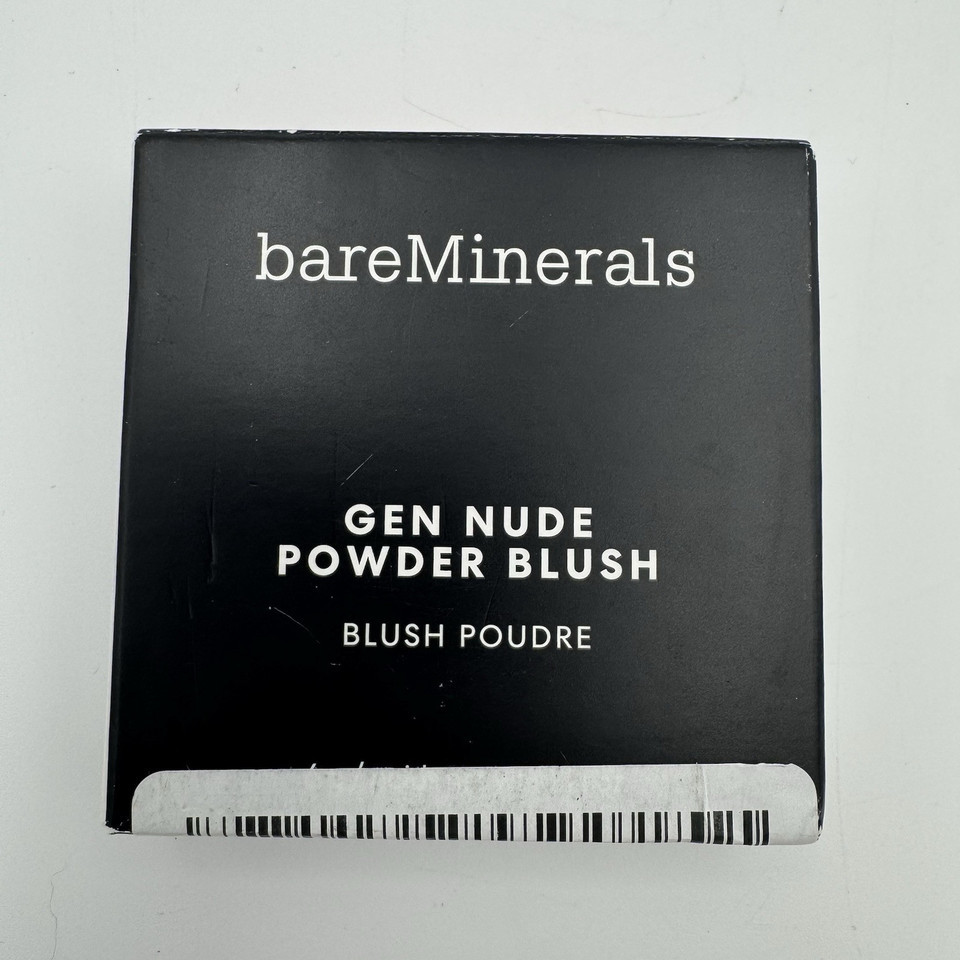 bareMinerals
GEN NUDE
POWDER BLUSH
BLUSH POUDRE